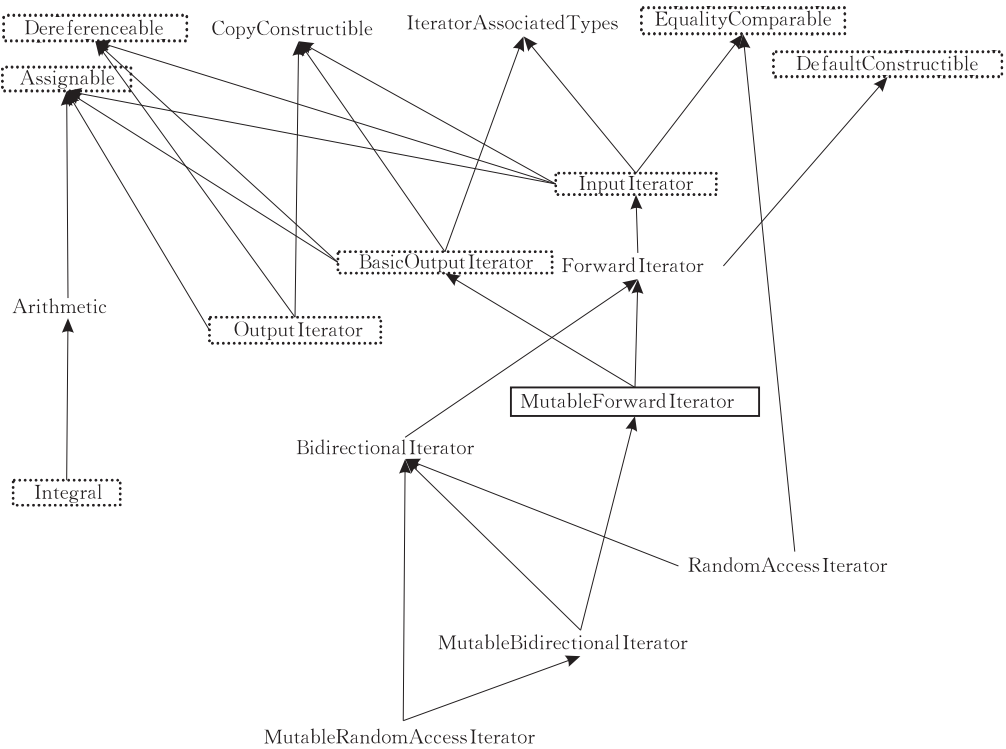 Dereferenceable
CopyConstructible
IteratorAssociatedTypes
EqualityComparable
Assignable
DefaultConstructible
InputIterator
BasicOutputIterator
ForwardIterator
Arithmetic
OutputIterator
MutableForwardIterator
BidirectionalIterator
Integral
RandomAccessIterator
MutableBidirectionalIterator
MutableRandomAccessIterator